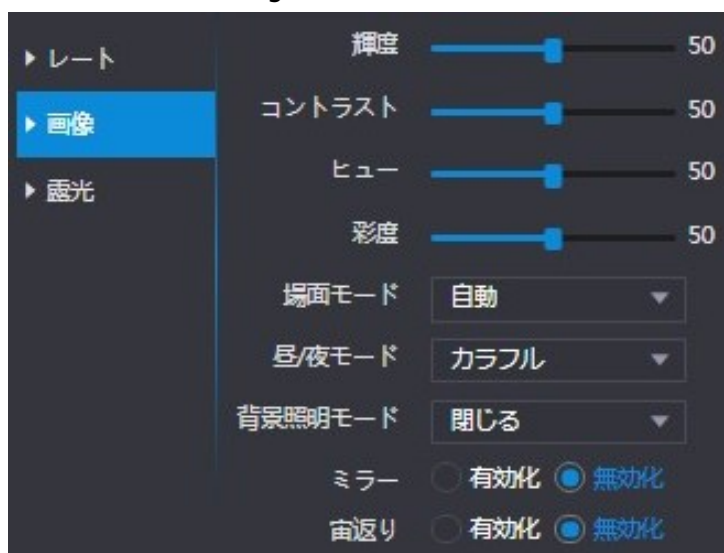 レート
画像
露光
輝度 50
コントラスト 50
ヒュー 50
彩度 50
場面モード 自動
昼/夜モード カラフル
背景照明モード 閉じる
ミラー 有効化 無効化
宙返り 有効化 無効化